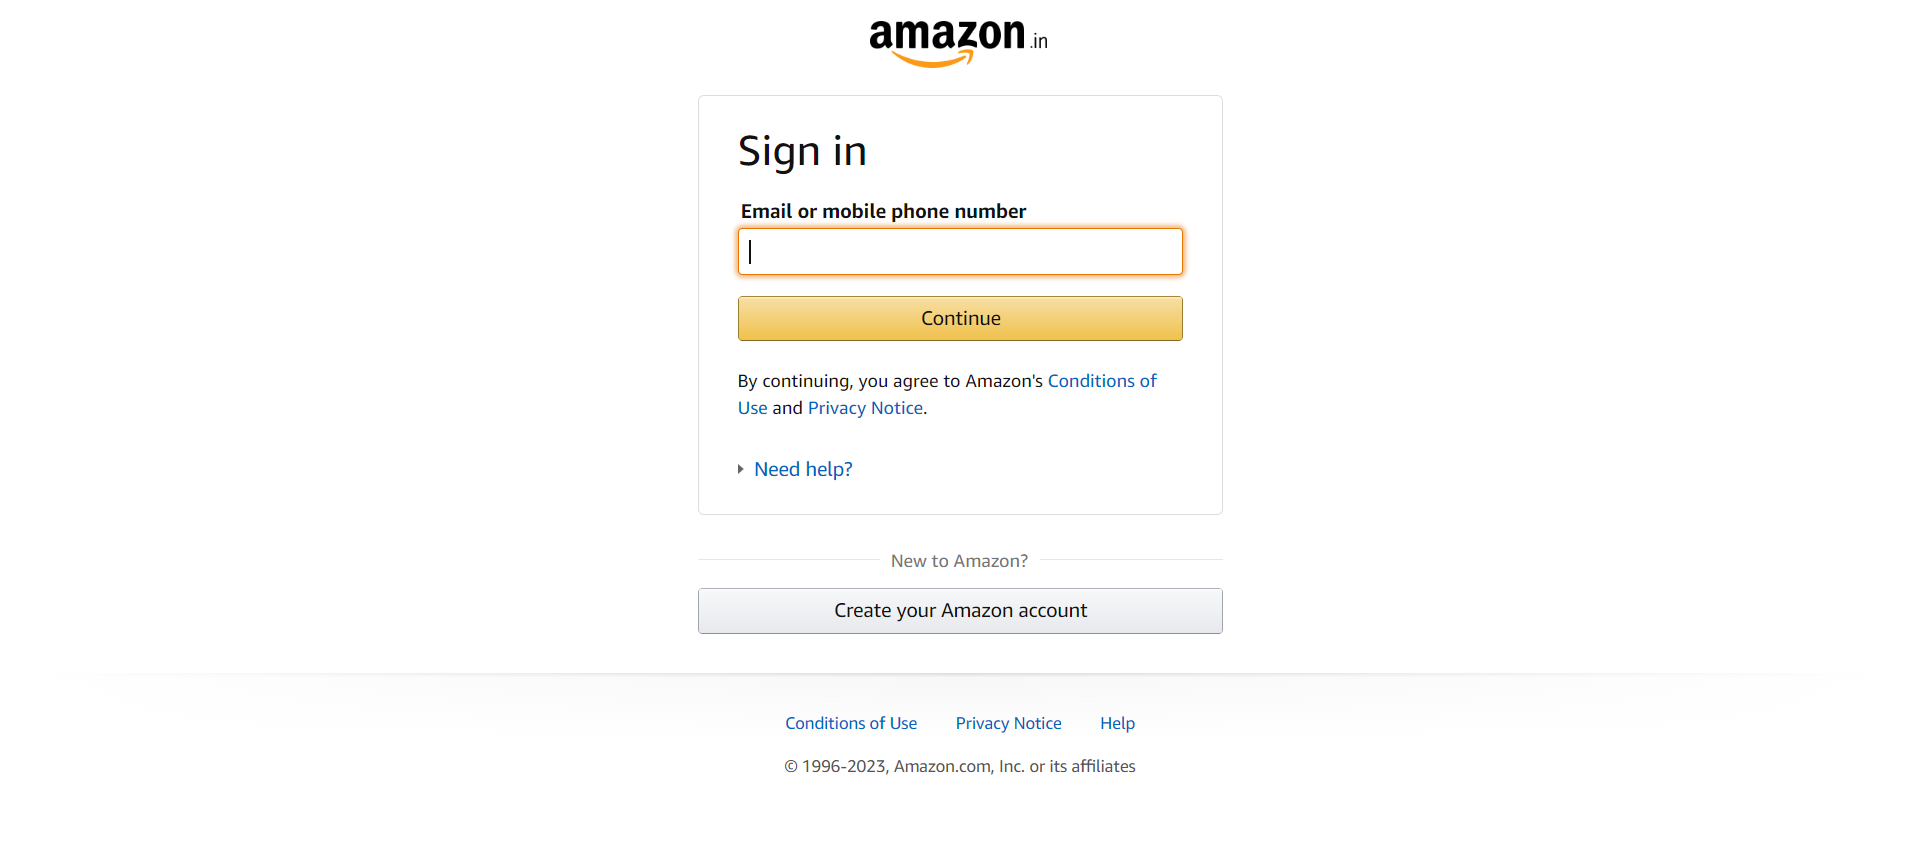 amazon.in
Sign in
Email or mobile phone number
Continue
By continuing, you agree to Amazon's Conditions of
Use and Privacy Notice.
Need help?
New to Amazon?
Create your Amazon account
Conditions of Use Privacy Notice Help
© 1996-2023, Amazon.com, Inc. or its affiliates